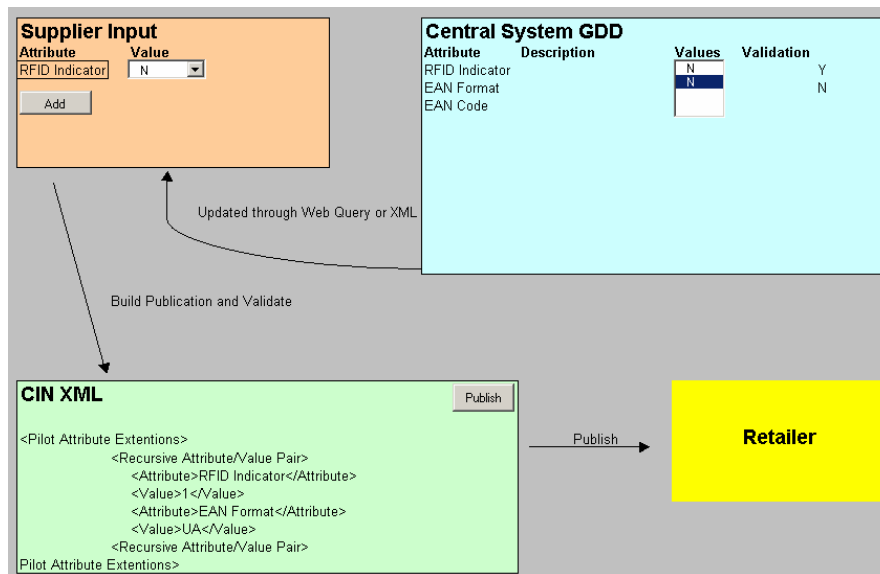 Supplier Input
Attribute Value
RFID Indicator N
Add
Central System GDD
Attribute Description Values Validation
RFID Indicator N Y
EAN Format N N
EAN Code
Updated through Web Query or XML
Build Publication and Validate
CIN XML
Publish
<Pilot Attribute Extentions>
<Recursive Attribute/Value Pair>
<Attribute>RFID Indicator</Attribute>
<Value>1</Value>
<Attribute>EAN Format</Attribute>
<Value>UA</Value>
<Recursive Attribute/Value Pair>
Pilot Attribute Extentions>
Publish
Retailer